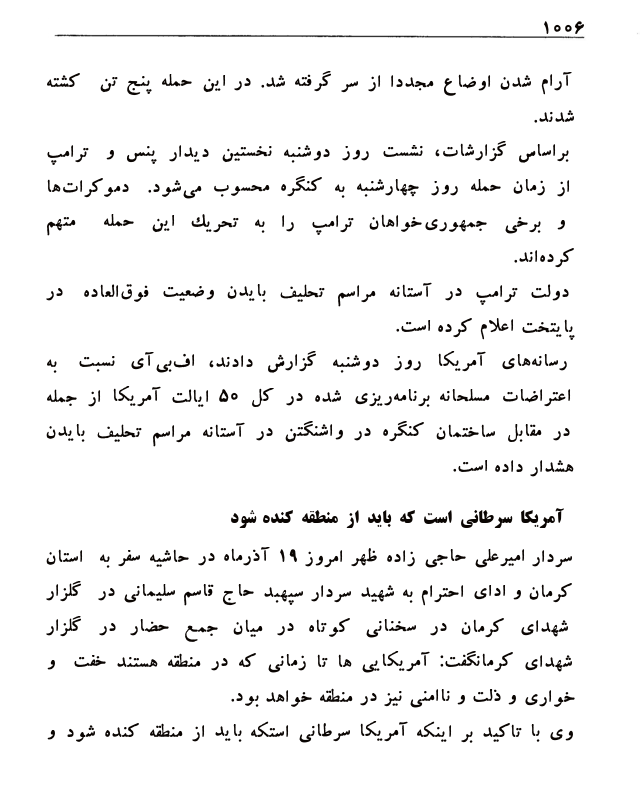 ۱۰۰۶
آرام شدن اوضاع مجددا از سر گرفته شد. در این حمله پنج تن کشته
شدند.
براساس گزارشات، نشست روز دوشنبه نخستین دیدار پنس و ترامپ
از زمان حمله روز چهارشنبه به کنگره محسوب می‌شود. دموکرات‌ها
و برخی جمهوری‌خواهان ترامپ را به تحریك این حمله متهم
کرده‌اند.
دولت ترامپ در آستانه مراسم تحلیف بایدن وضعیت فوق‌العاده در
پایتخت اعلام کرده است.
رسانه‌های آمریکا روز دوشنبه گزارش دادند، اف‌بی‌آی نسبت به
اعتراضات مسلحانه برنامه‌ریزی شده در کل ۵۰ ایالت آمریکا از جمله
در مقابل ساختمان کنگره در واشنگتن در آستانه مراسم تحلیف بایدن
هشدار داده است.
آمریکا سرطانی است که باید از منطقه کنده شود
سردار امیرعلی حاجی زاده ظهر امروز ۱۹ آذرماه در حاشیه سفر به استان
کرمان و ادای احترام به شهید سردار سپهبد حاج قاسم سلیمانی در گلزار
شهدای کرمان در سخنانی کوتاه در میان جمع حضار در گلزار
شهدای کرمانگفت: آمریکایی ها تا زمانی که در منطقه هستند خفت و
خواری و ذلت و ناامنی نیز در منطقه خواهد بود.
وی با تاکید بر اینکه آمریکا سرطانی استکه باید از منطقه کنده شود و